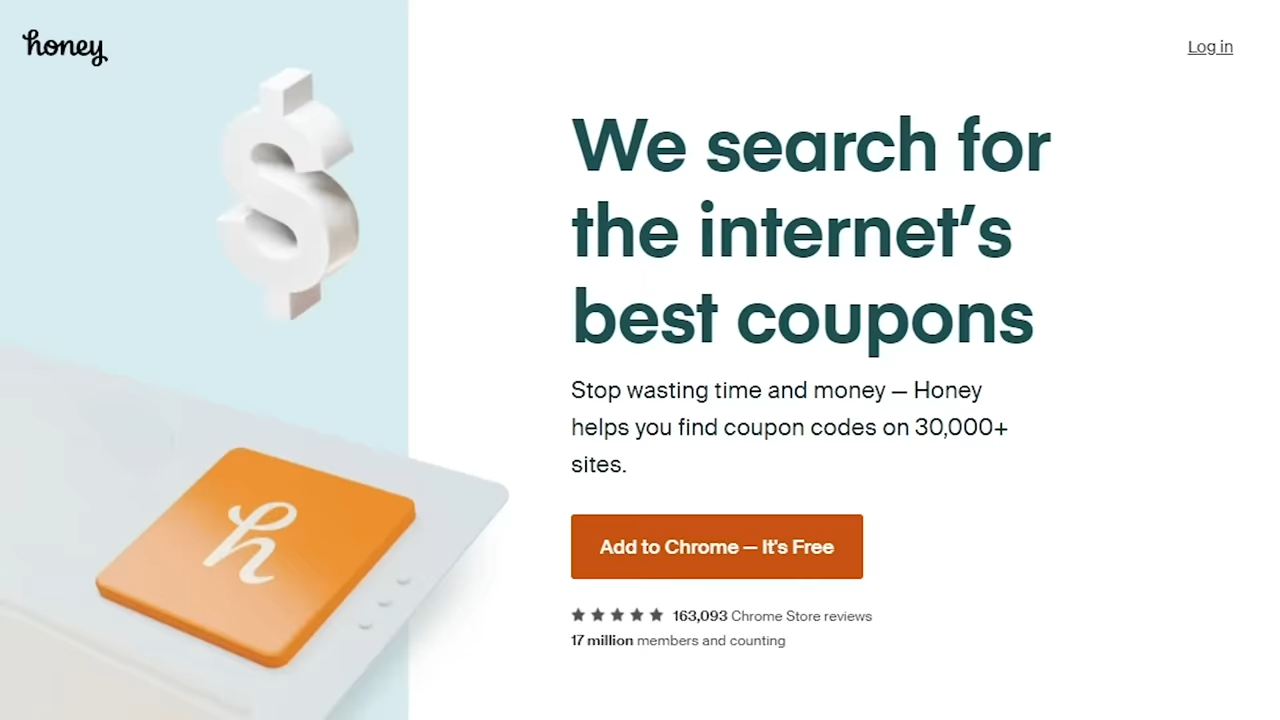 honey
Log in
We search for
the internet’s
best coupons
Stop wasting time and money — Honey
helps you find coupon codes on 30,000+
sites.
Add to Chrome — It's Free
163,093 Chrome Store reviews
17 million members and counting
h